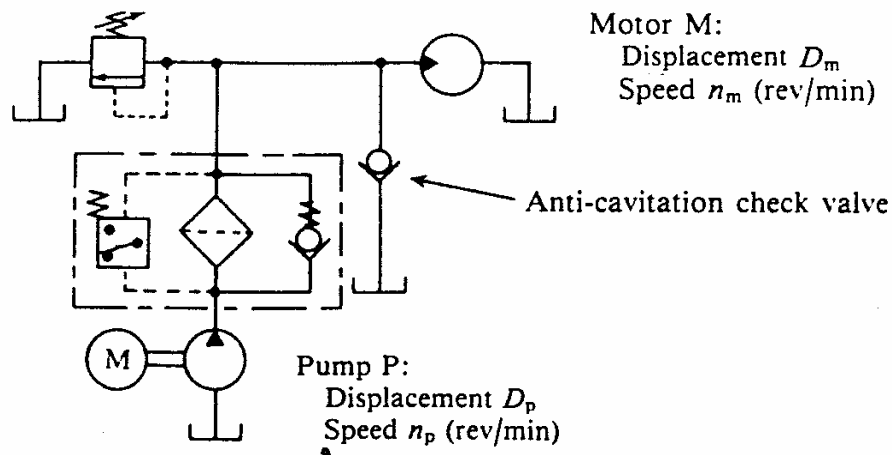 Motor M:
Displacement D_m
Speed n_m (rev/min)
Anti-cavitation check valve
M
Pump P:
Displacement D_p
Speed n_p (rev/min)